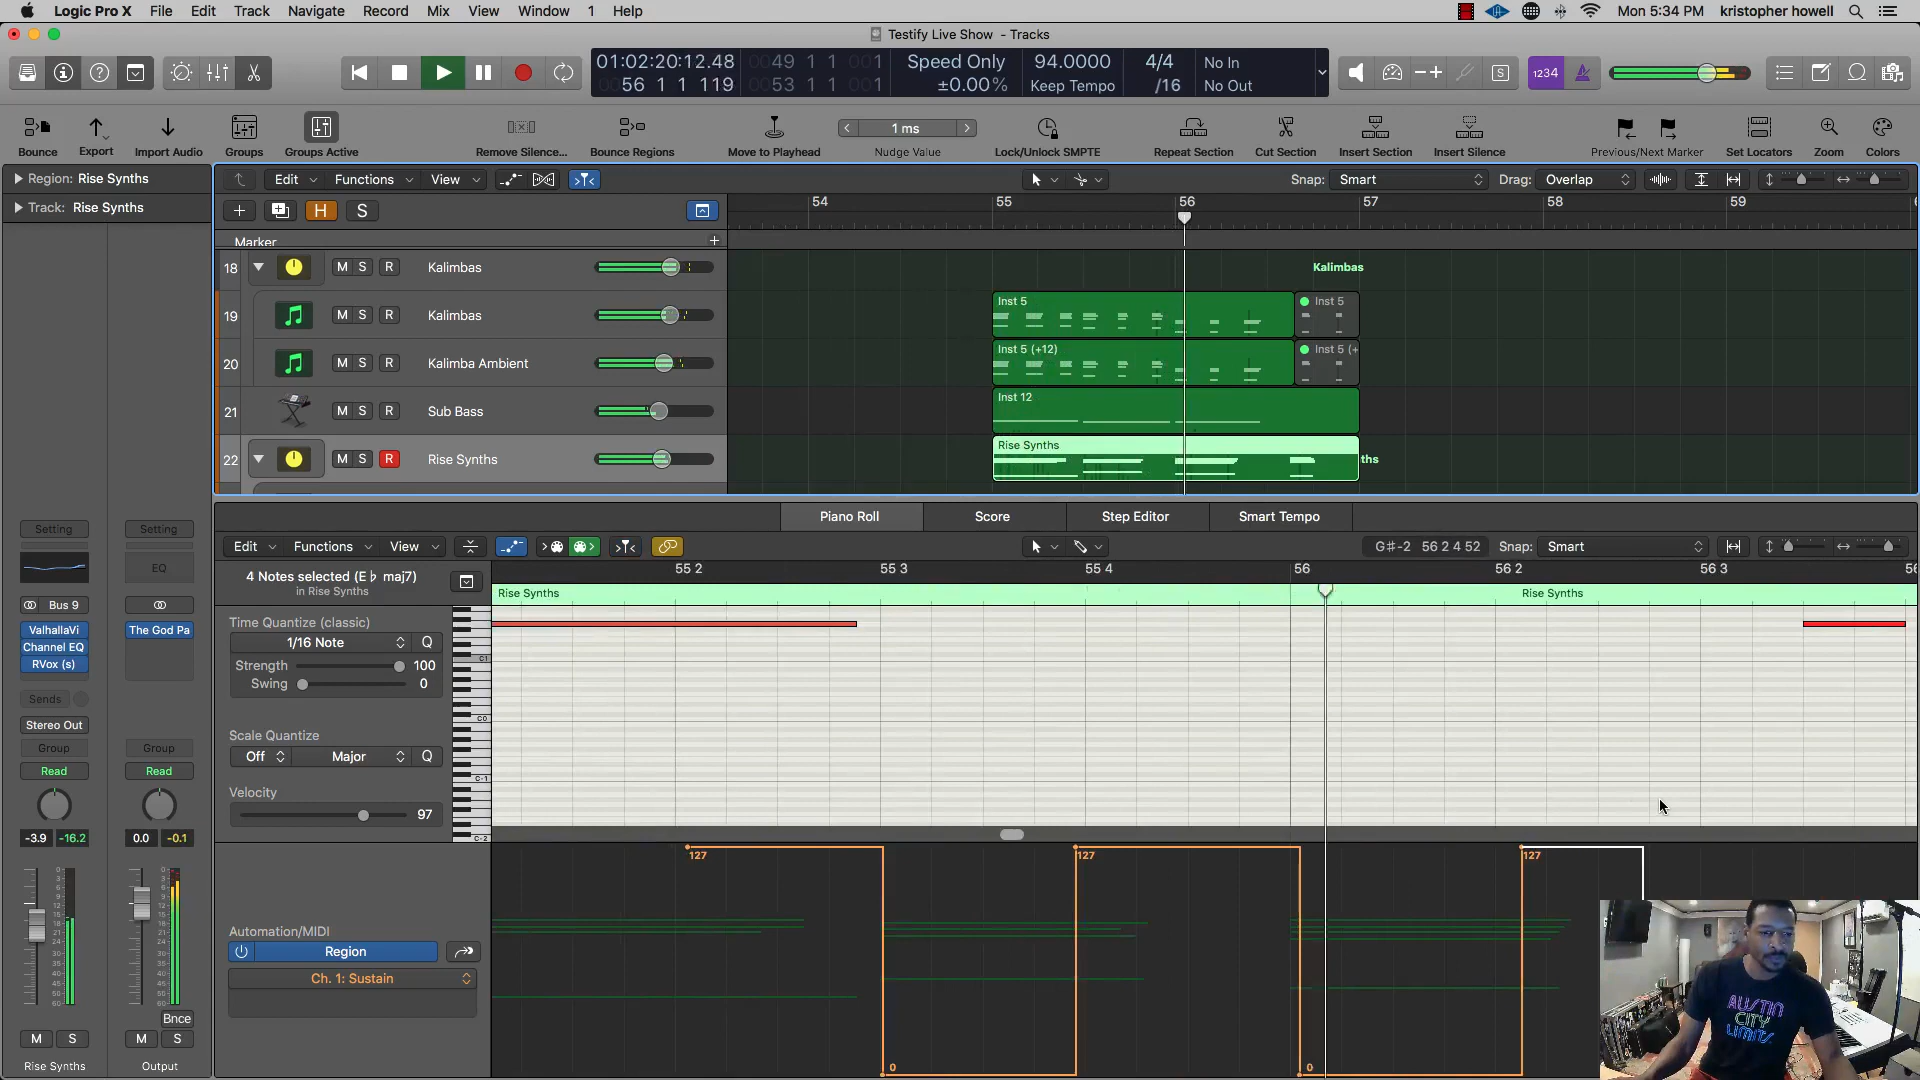 Logic Pro X File Edit Track Navigate Record Mix View Window 1 Help Mon 5:34 PM kristopher howell
Testify Live Show - Tracks
01:02:20:12.48 0049 1 1 001 Speed Only 94.0000 4/4 No In
0056 1 1 119 0053 1 1 001 ±0.00% Keep Tempo /16 No Out
1234
Bounce Export Import Audio Groups Groups Active Remove Silence... Bounce Regions Move to Playhead
1 ms
Nudge Value
Lock/Unlock SMPTE Repeat Section Cut Section Insert Section Insert Silence Previous/Next Marker Set Locators Zoom Colors
Region: Rise Synths
Track: Rise Synths
Edit Functions View Snap: Smart Drag: Overlap
H S
54 55 56 57 58 59
Marker
18 M S R Kalimbas Kalimbas
19 M S R Kalimbas Inst 5 Inst 5
20 M S R Kalimba Ambient Inst 5 (+12) Inst 5 (+
21 M S R Sub Bass Inst 12
22 M S R Rise Synths Rise Synths ths
Piano Roll Score Step Editor Smart Tempo
Edit Functions View G#-2 56 2 4 52 Snap: Smart
4 Notes selected (E♭ maj7)
in Rise Synths
55 2 55 3 55 4 56 56 2 56 3 56
Rise Synths Rise Synths
Time Quantize (classic)
1/16 Note Q
Strength 100
Swing 0
Scale Quantize
Off Major Q
Velocity
97
C1
C0
C-1
C-2
127 127 127
0 0
Automation/MIDI
Region
Ch. 1: Sustain
Setting Setting
EQ
Bus 9
ValhallaVi The God Pa
Channel EQ
RVox (s)
Sends
Stereo Out
Group Group
Read Read
-3.9 -16.2 0.0 -0.1
Bnce
M S M S
Rise Synths Output
AUSTIN
CITY
LIMITS